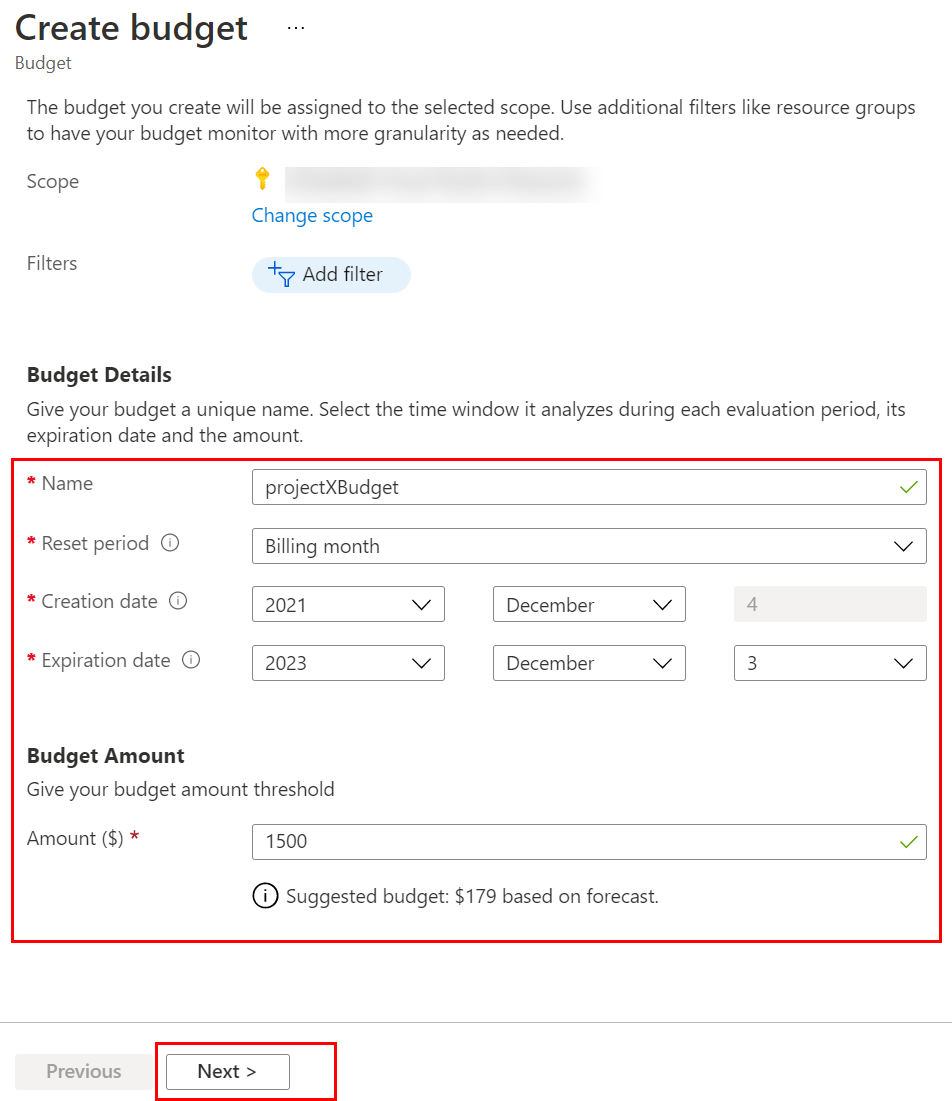 Create budget ...
Budget
The budget you create will be assigned to the selected scope. Use additional filters like resource groups
to have your budget monitor with more granularity as needed.
Scope
Change scope
Filters
Add filter
Budget Details
Give your budget a unique name. Select the time window it analyzes during each evaluation period, its
expiration date and the amount.
* Name projectXBudget
* Reset period Billing month
* Creation date 2021 December 4
* Expiration date 2023 December 3
Budget Amount
Give your budget amount threshold
Amount ($) * 1500
Suggested budget: $179 based on forecast.
Previous Next >